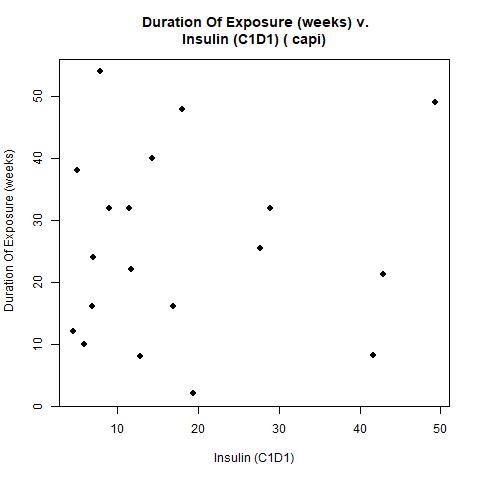 Duration Of Exposure (weeks) v.
Insulin (C1D1) ( capi)
Duration Of Exposure (weeks)
50
40
30
20
10
0
10 20 30 40 50
Insulin (C1D1)